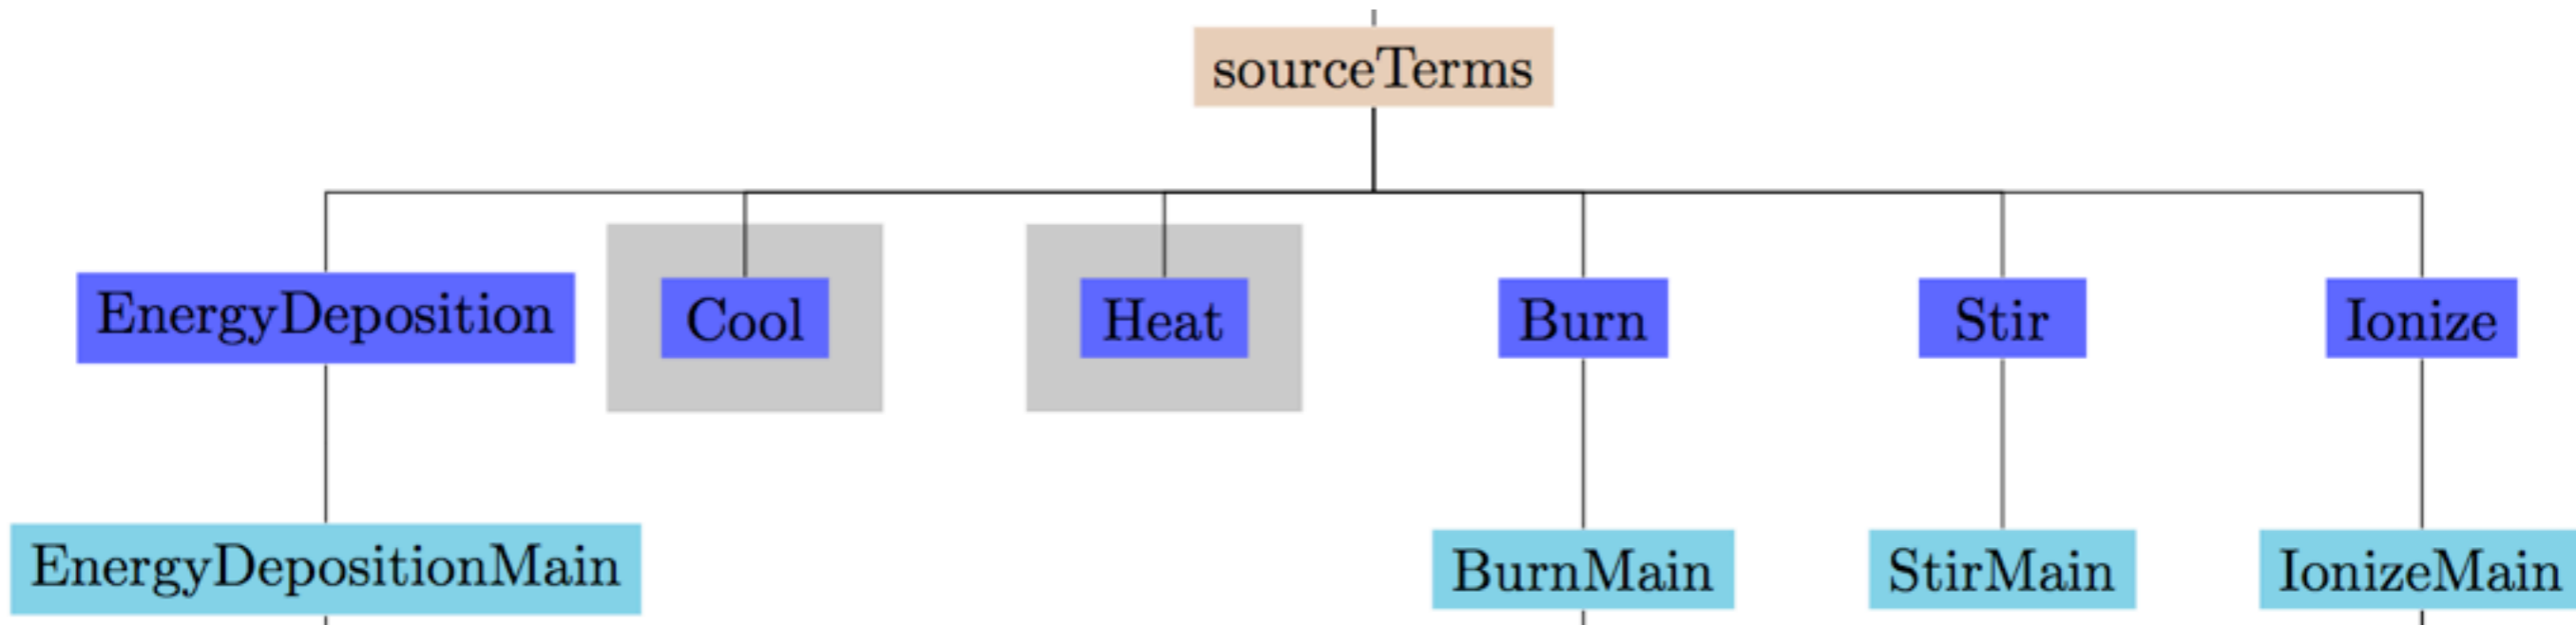 sourceTerms
EnergyDeposition
Cool
Heat
Burn
Stir
Ionize
EnergyDepositionMain
BurnMain
StirMain
IonizeMain